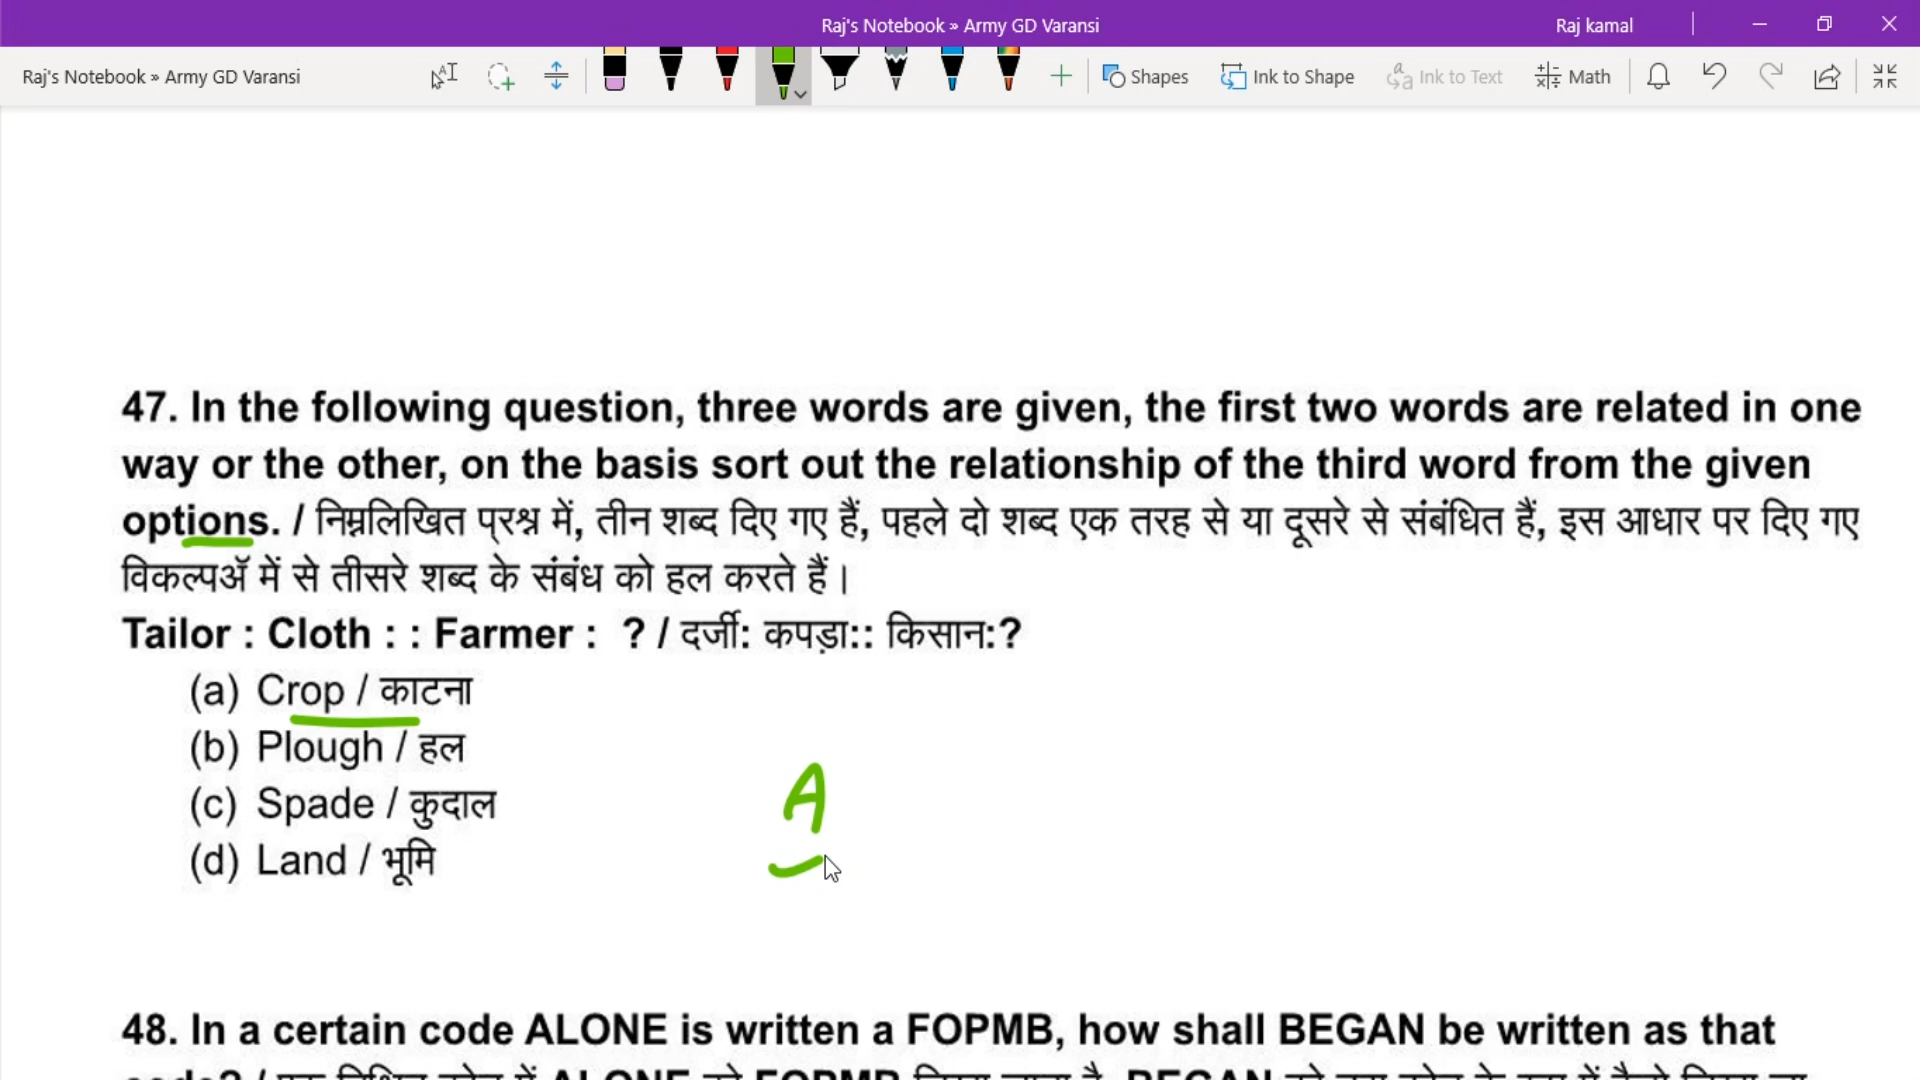 Raj's Notebook » Army GD Varansi
Raj kamal
Raj's Notebook » Army GD Varansi
Shapes
Ink to Shape
Ink to Text
Math
47. In the following question, three words are given, the first two words are related in one
way or the other, on the basis sort out the relationship of the third word from the given
options. / निम्नलिखित प्रश्न में, तीन शब्द दिए गए हैं, पहले दो शब्द एक तरह से या दूसरे से संबंधित हैं, इस आधार पर दिए गए
विकल्पऑ में से तीसरे शब्द के संबंध को हल करते हैं।
Tailor : Cloth : : Farmer : ? / दर्जी: कपड़ा:: किसान:?
(a) Crop / काटना
(b) Plough / हल
(c) Spade / कुदाल
(d) Land / भूमि
A
48. In a certain code ALONE is written a FOPMB, how shall BEGAN be written as that